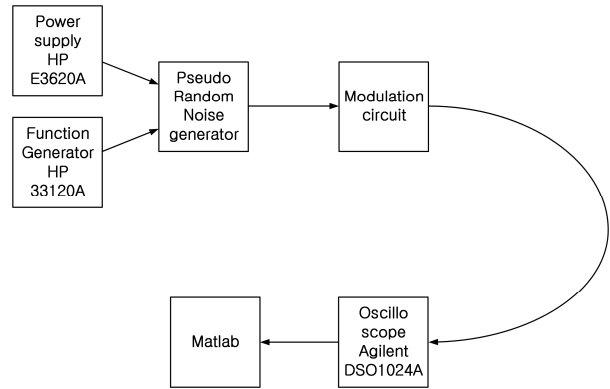 Power
supply
HP
E3620A
Function
Generator
HP
33120A
Pseudo
Random
Noise
generator
Modulation
circuit
Oscillo
scope
Agilent
DSO1024A
Matlab